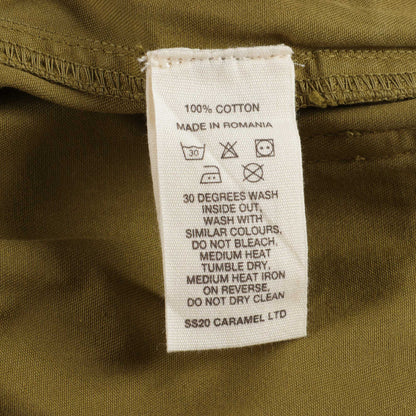 100% COTTON
MADE IN ROMANIA
30
30 DEGREES WASH
INSIDE OUT,
WASH WITH
SIMILAR COLOURS,
DO NOT BLEACH,
MEDIUM HEAT
TUMBLE DRY,
MEDIUM HEAT IRON
ON REVERSE,
DO NOT DRY CLEAN
SS20 CARAMEL LTD